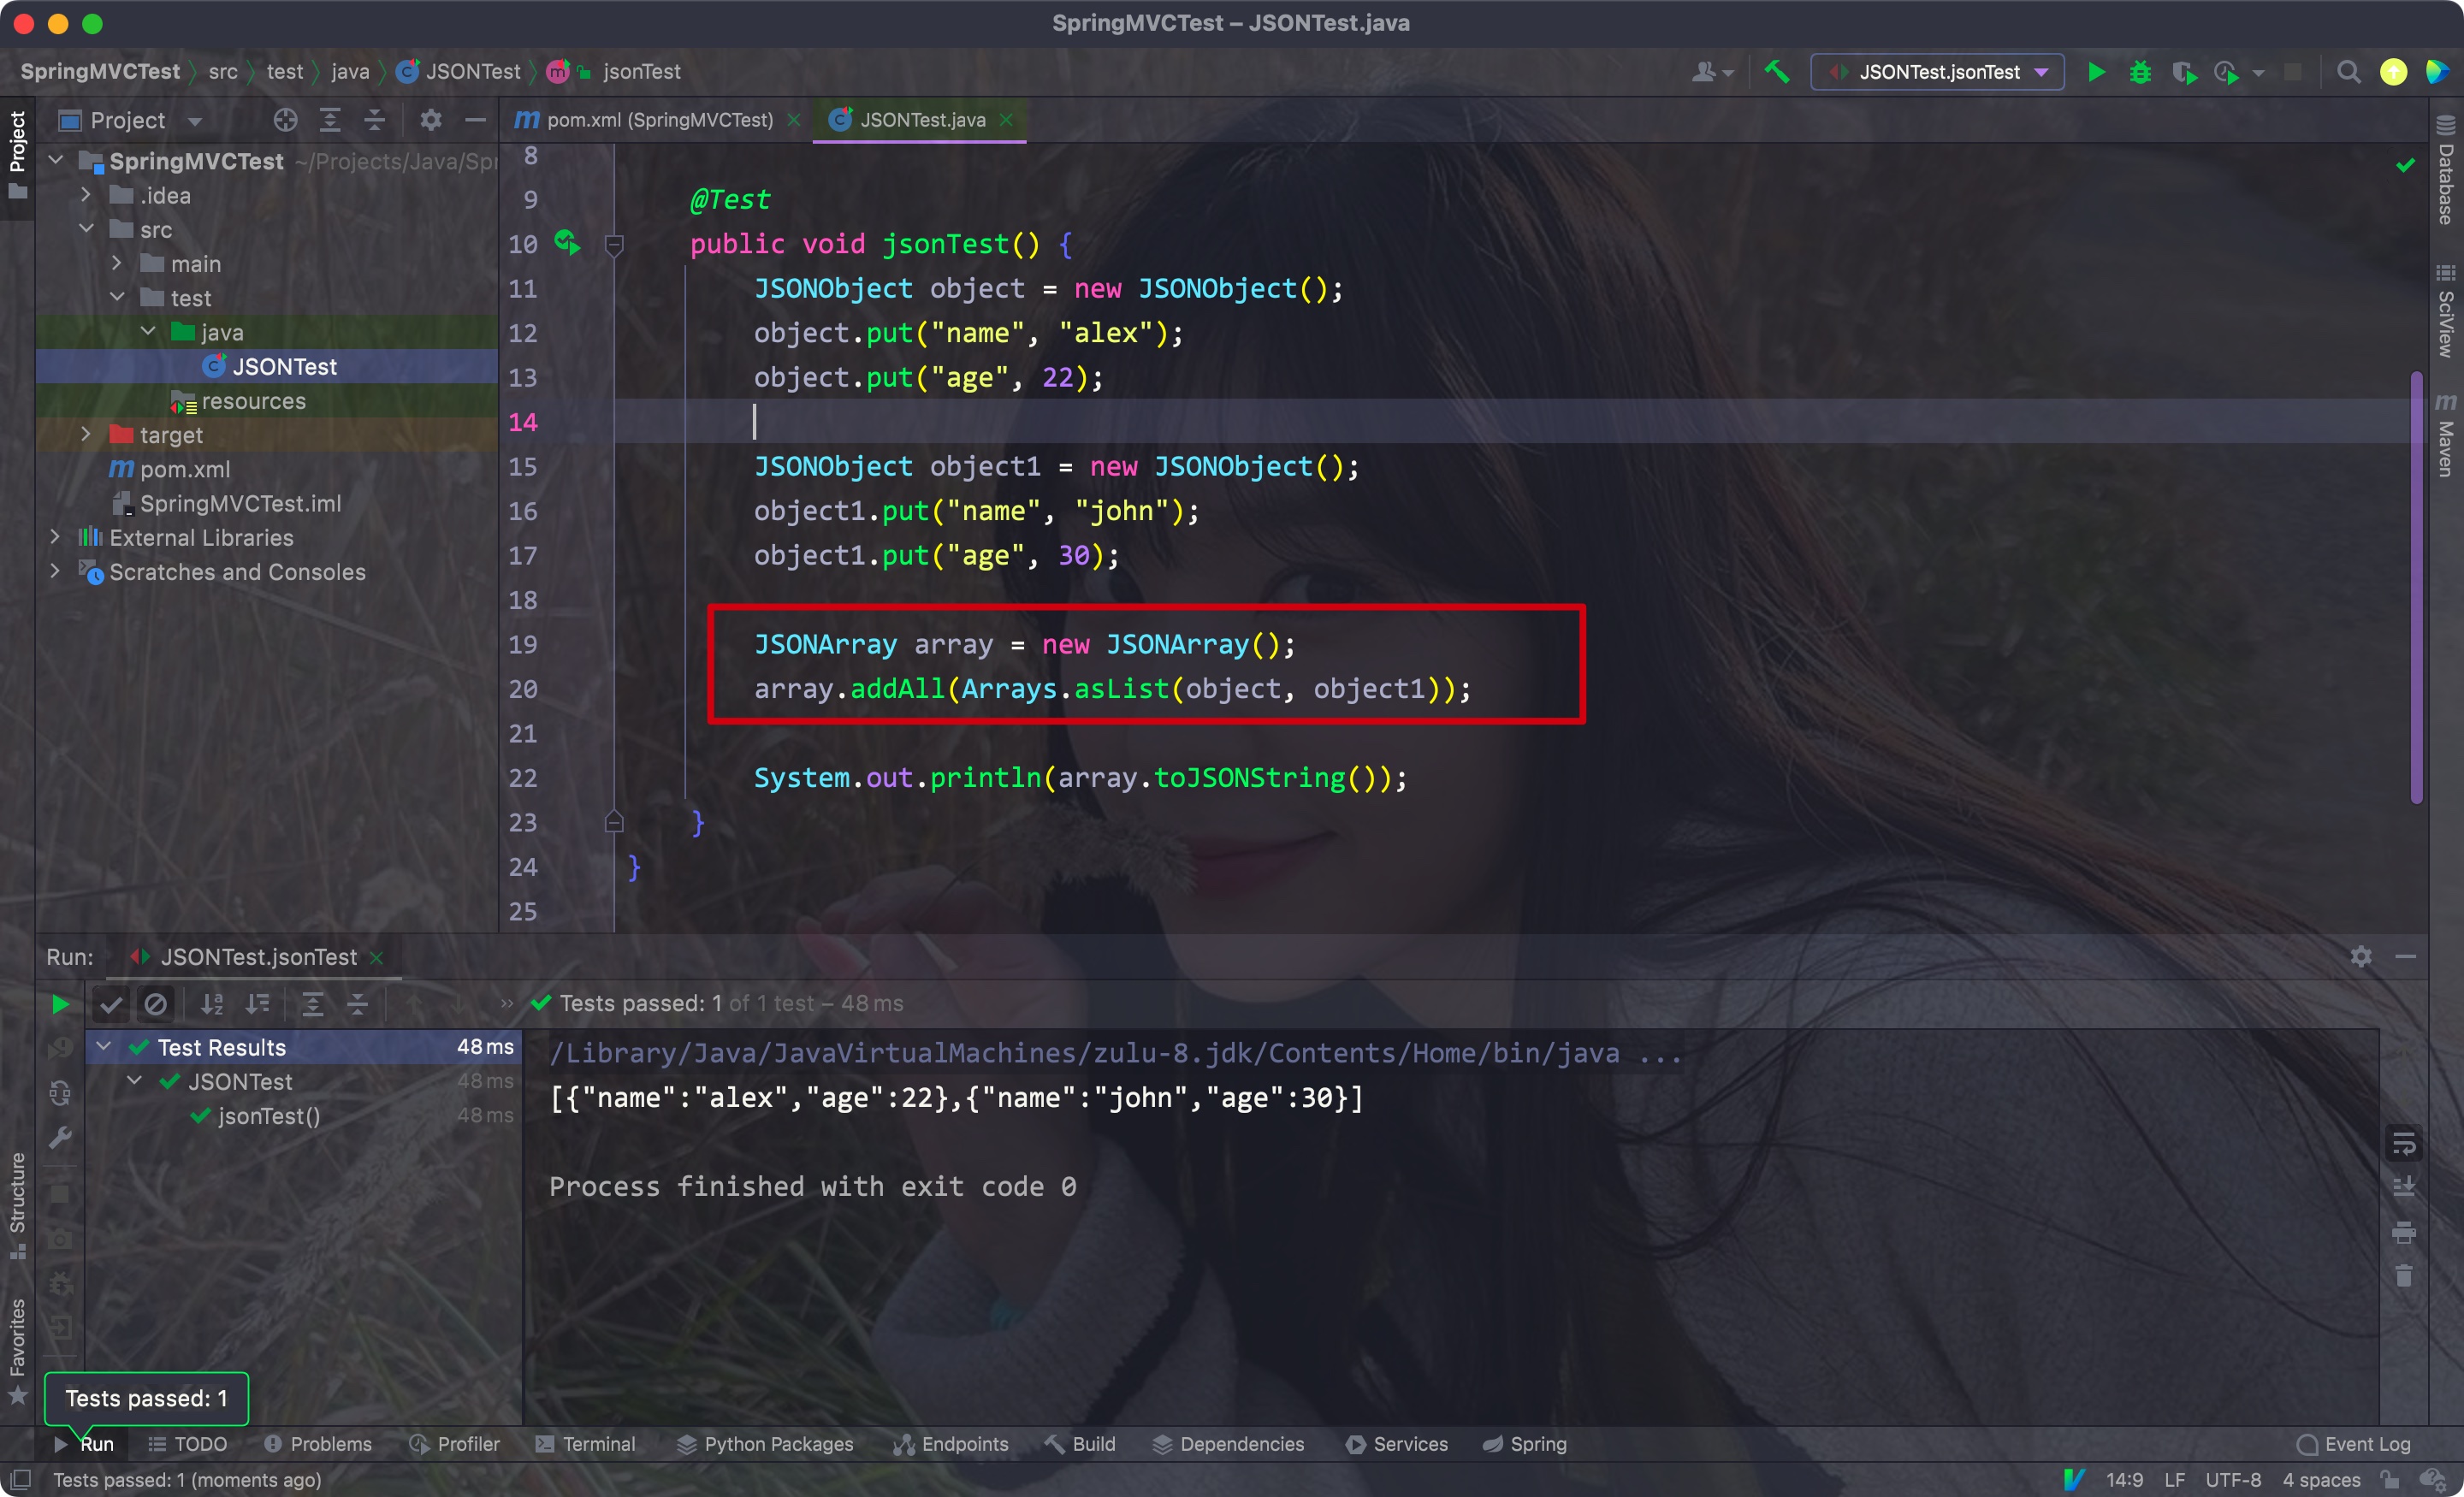 SpringMVCTest – JSONTest.java
SpringMVCTest src test java JSONTest jsonTest
JSONTest.jsonTest
Project
Project
pom.xml (SpringMVCTest)
JSONTest.java
SpringMVCTest ~/Projects/Java/Spr
.idea
src
main
test
java
JSONTest
resources
target
pom.xml
SpringMVCTest.iml
External Libraries
Scratches and Consoles
8
9 @Test
10 public void jsonTest() {
11 JSONObject object = new JSONObject();
12 object.put("name", "alex");
13 object.put("age", 22);
14
15 JSONObject object1 = new JSONObject();
16 object1.put("name", "john");
17 object1.put("age", 30);
18
19 JSONArray array = new JSONArray();
20 array.addAll(Arrays.asList(object, object1));
21
22 System.out.println(array.toJSONString());
23 }
24 }
25
Database
SciView
Maven
Run: JSONTest.jsonTest
Tests passed: 1 of 1 test – 48 ms
Test Results 48 ms
JSONTest 48 ms
jsonTest() 48 ms
/Library/Java/JavaVirtualMachines/zulu-8.jdk/Contents/Home/bin/java ...
[{"name":"alex","age":22},{"name":"john","age":30}]
Process finished with exit code 0
Structure
Favorites
Tests passed: 1
Run TODO Problems Profiler Terminal Python Packages Endpoints Build Dependencies Services Spring Event Log
Tests passed: 1 (moments ago) 14:9 LF UTF-8 4 spaces